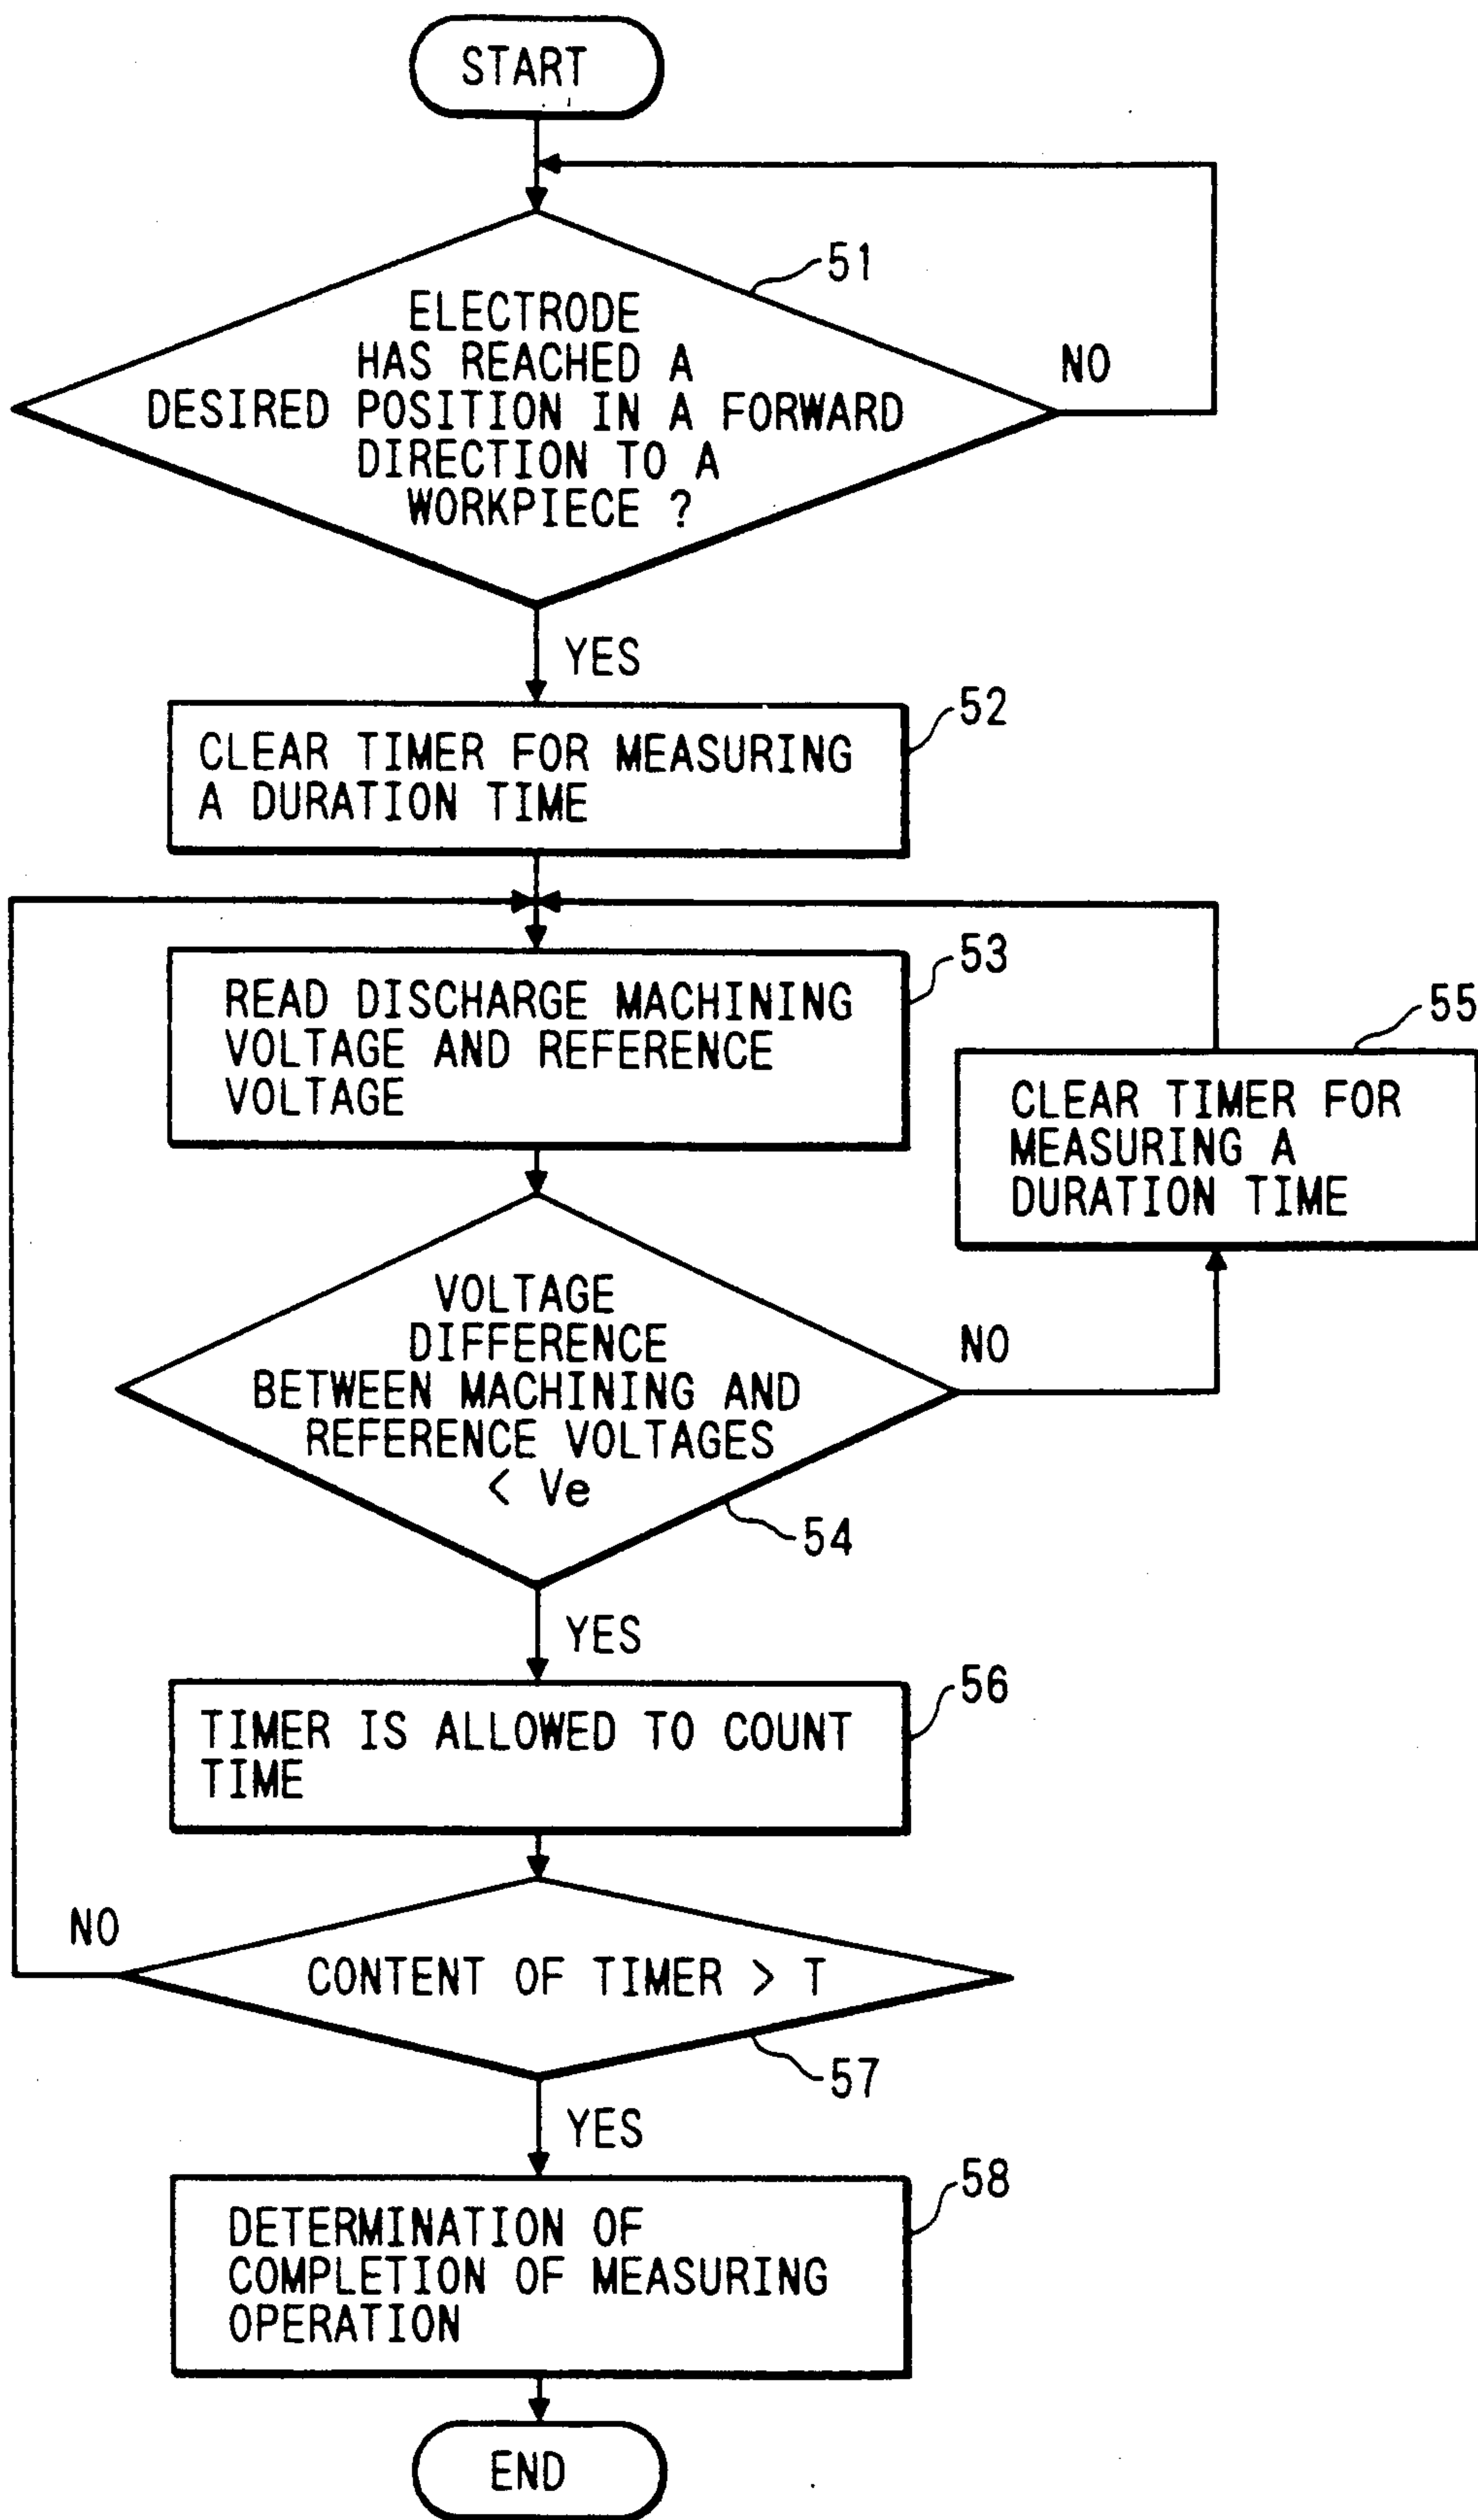 START
51
ELECTRODE
HAS REACHED A
DESIRED POSITION IN A FORWARD
DIRECTION TO A
WORKPIECE ?
NO
YES
52
CLEAR TIMER FOR MEASURING
A DURATION TIME
53
READ DISCHARGE MACHINING
VOLTAGE AND REFERENCE
VOLTAGE
55
CLEAR TIMER FOR
MEASURING A
DURATION TIME
VOLTAGE
DIFFERENCE
BETWEEN MACHINING AND
REFERENCE VOLTAGES
< Ve
NO
54
YES
56
TIMER IS ALLOWED TO COUNT
TIME
NO
CONTENT OF TIMER > T
57
YES
58
DETERMINATION OF
COMPLETION OF MEASURING
OPERATION
END